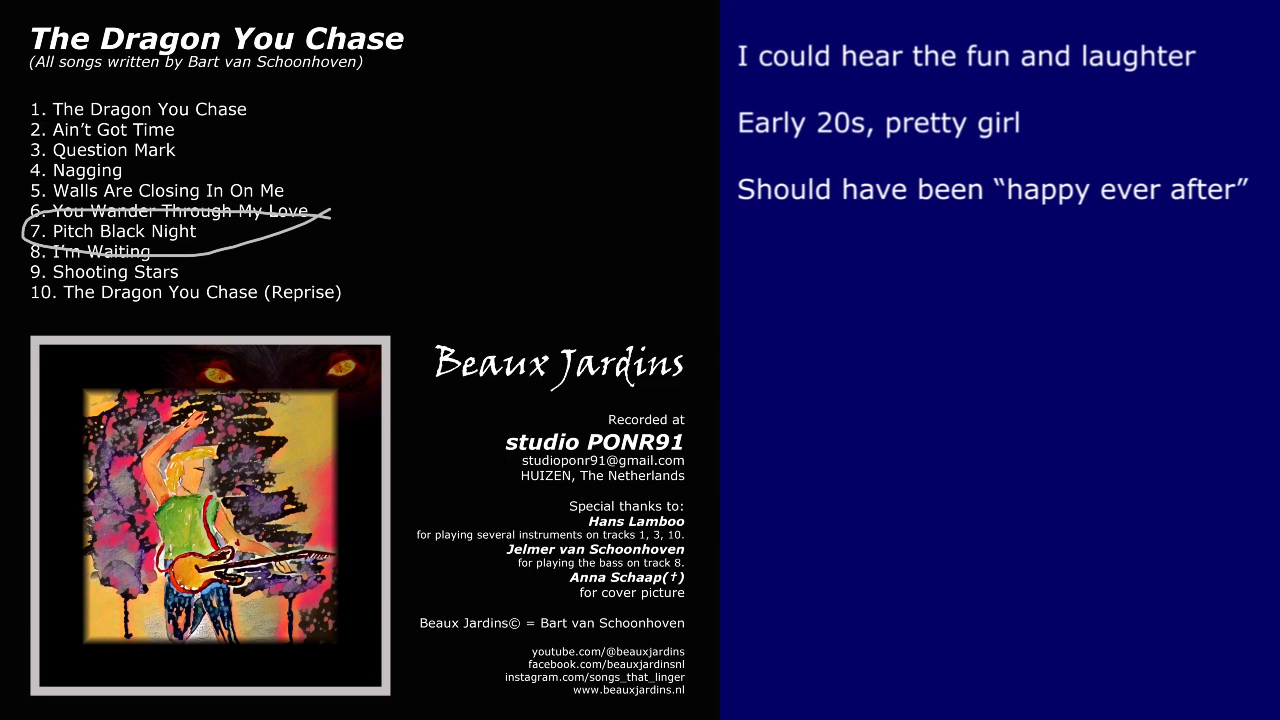 The Dragon You Chase
(All songs written by Bart van Schoonhoven)
1. The Dragon You Chase
2. Ain't Got Time
3. Question Mark
4. Nagging
5. Walls Are Closing In On Me
6. You Wander Through My Love
7. Pitch Black Night
8. I'm Waiting
9. Shooting Stars
10. The Dragon You Chase (Reprise)
Beaux Jardins
Recorded at
studio PONR91
studioponr91@gmail.com
HUIZEN, The Netherlands
Special thanks to:
Hans Lamboo
for playing several instruments on tracks 1, 3, 10.
Jelmer van Schoonhoven
for playing the bass on track 8.
Anna Schaap(†)
for cover picture
Beaux Jardins© = Bart van Schoonhoven
youtube.com/@beauxjardins
facebook.com/beauxjardinsnl
instagram.com/songs_that_linger
www.beauxjardins.nl
I could hear the fun and laughter
Early 20s, pretty girl
Should have been “happy ever after”